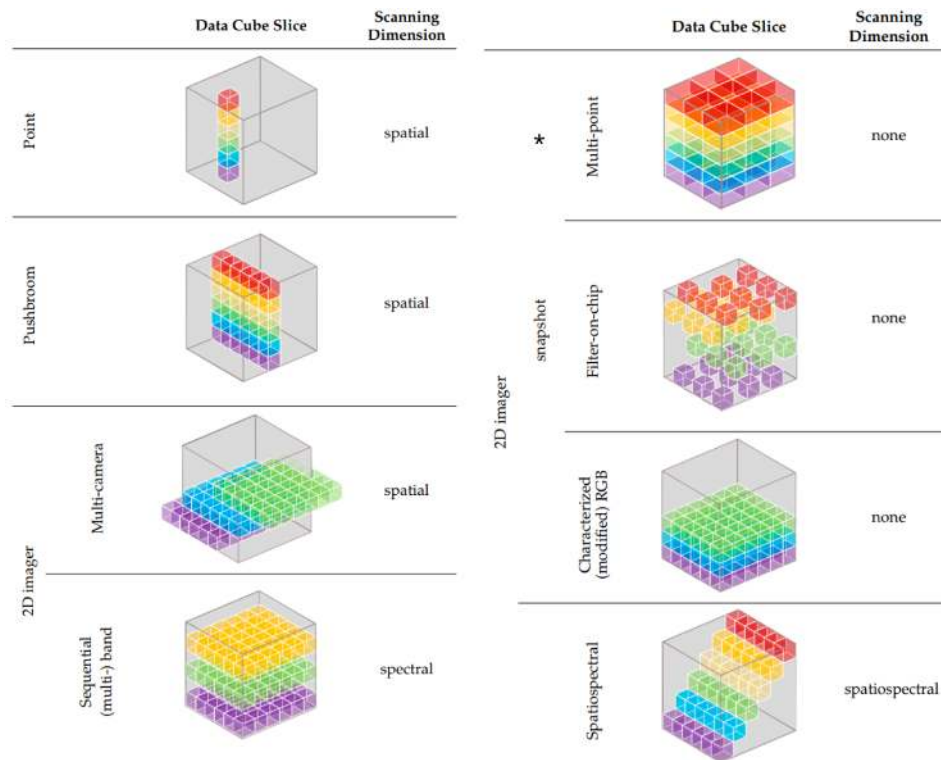 Data Cube Slice
Scanning
Dimension
Point
spatial
Pushbroom
spatial
2D imager
Multi-camera
spatial
Sequential
(multi-) band
spectral
Data Cube Slice
Scanning
Dimension
2D imager
snapshot
*
Multi-point
none
Filter-on-chip
none
Characterized
(modified) RGB
none
Spatiospectral
spatiospectral